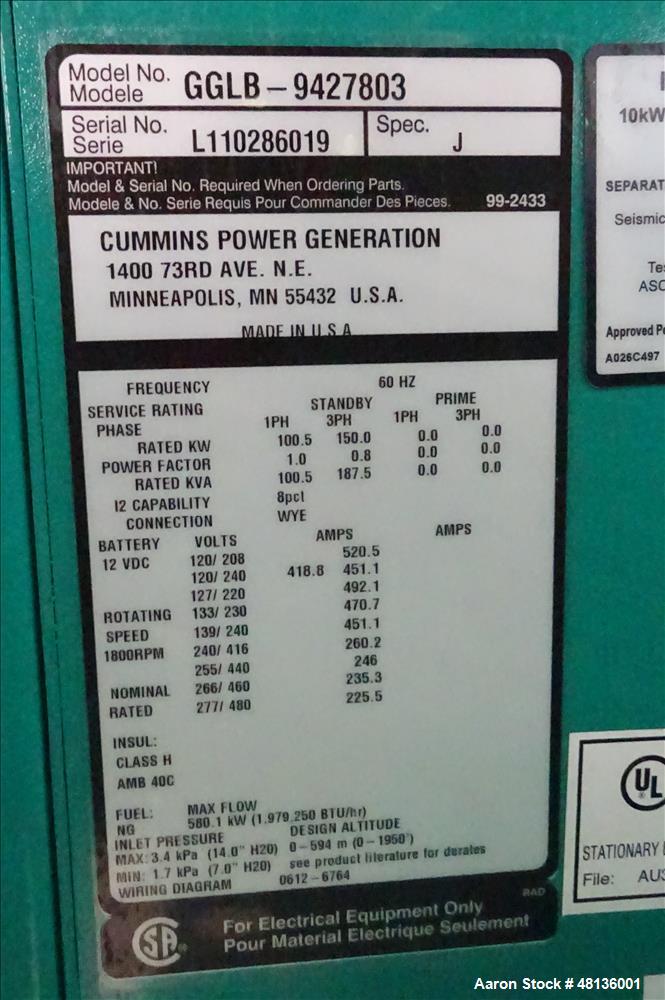 Model No.
Modele GGLB-9427803
Serial No.
Serie L110286019 Spec. J
IMPORTANT!
Model & Serial No. Required When Ordering Parts.
Modele & No. Serie Requis Pour Commander Des Pieces. 99-2433
CUMMINS POWER GENERATION
1400 73RD AVE. N.E.
MINNEAPOLIS, MN 55432 U.S.A.
MADE IN U S A
FREQUENCY 60 HZ
SERVICE RATING STANDBY PRIME
PHASE 1PH 3PH 1PH 3PH
RATED KW 100.5 150.0 0.0 0.0
POWER FACTOR 1.0 0.8 0.0 0.0
RATED KVA 100.5 187.5 0.0 0.0
I2 CAPABILITY 8pct
CONNECTION WYE
BATTERY VOLTS AMPS AMPS
12 VDC 120/ 208 520.5
120/ 240 418.8 451.1
127/ 220 492.1
ROTATING 133/ 230 470.7
SPEED 139/ 240 451.1
1800RPM 240/ 416 260.2
255/ 440 246
NOMINAL 266/ 460 235.3
RATED 277/ 480 225.5
INSUL:
CLASS H
AMB 40C
FUEL: MAX FLOW
NG 580.1 kW (1.979.250 BTU/hr)
INLET PRESSURE DESIGN ALTITUDE
MAX: 3.4 kPa (14.0" H20) 0-594 m (0-1950')
MIN: 1.7 kPa (7.0" H20) see product literature for derates
WIRING DIAGRAM 0612-6764
RAD
SA
For Electrical Equipment Only
Pour Material Electrique Seulement
10kW
SEPARAT
Seismic
Tes
ASC
Approved Po
A026C497
UL
STATIONARY
File: AUS
Aaron Stock # 48136001